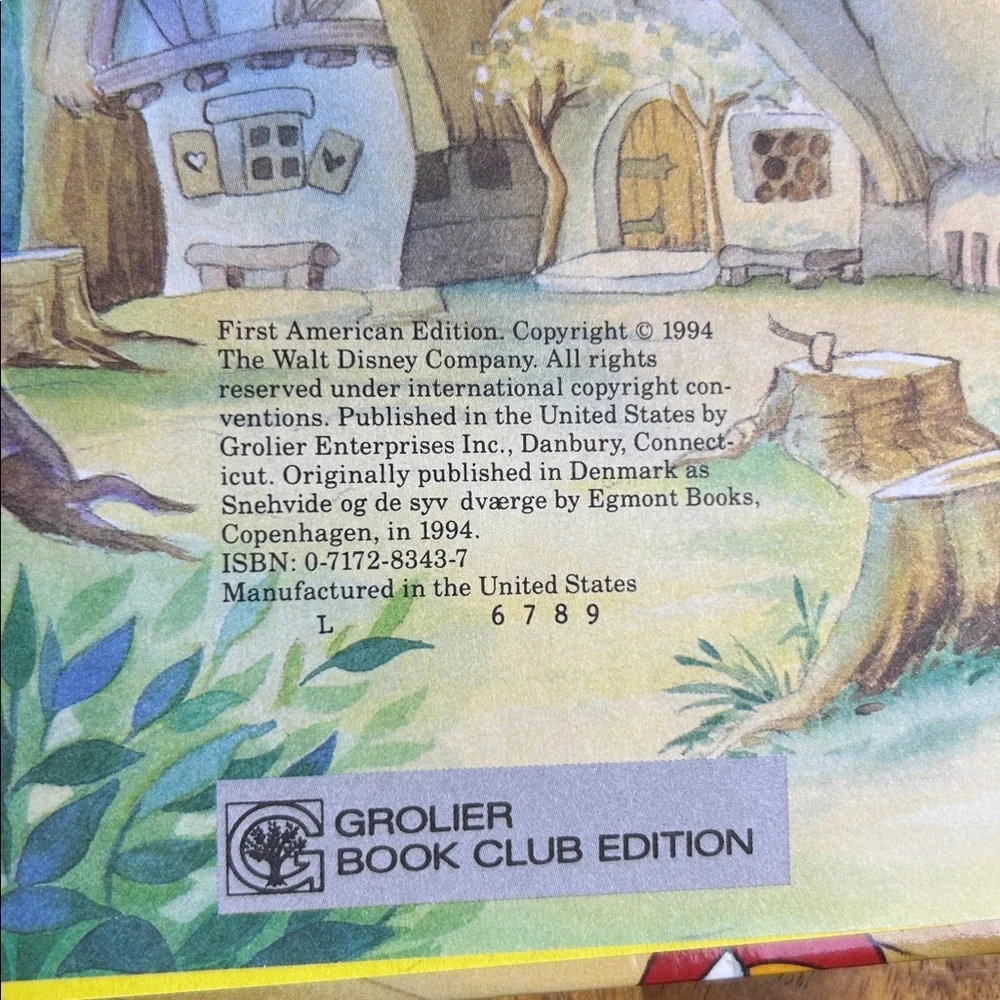 First American Edition. Copyright © 1994
The Walt Disney Company. All rights
reserved under international copyright con-
ventions. Published in the United States by
Grolier Enterprises Inc., Danbury, Connect-
icut. Originally published in Denmark as
Snehvide og de syv dværge by Egmont Books,
Copenhagen, in 1994.
ISBN: 0-7172-8343-7
Manufactured in the United States
L 6 7 8 9
GROLIER
BOOK CLUB EDITION